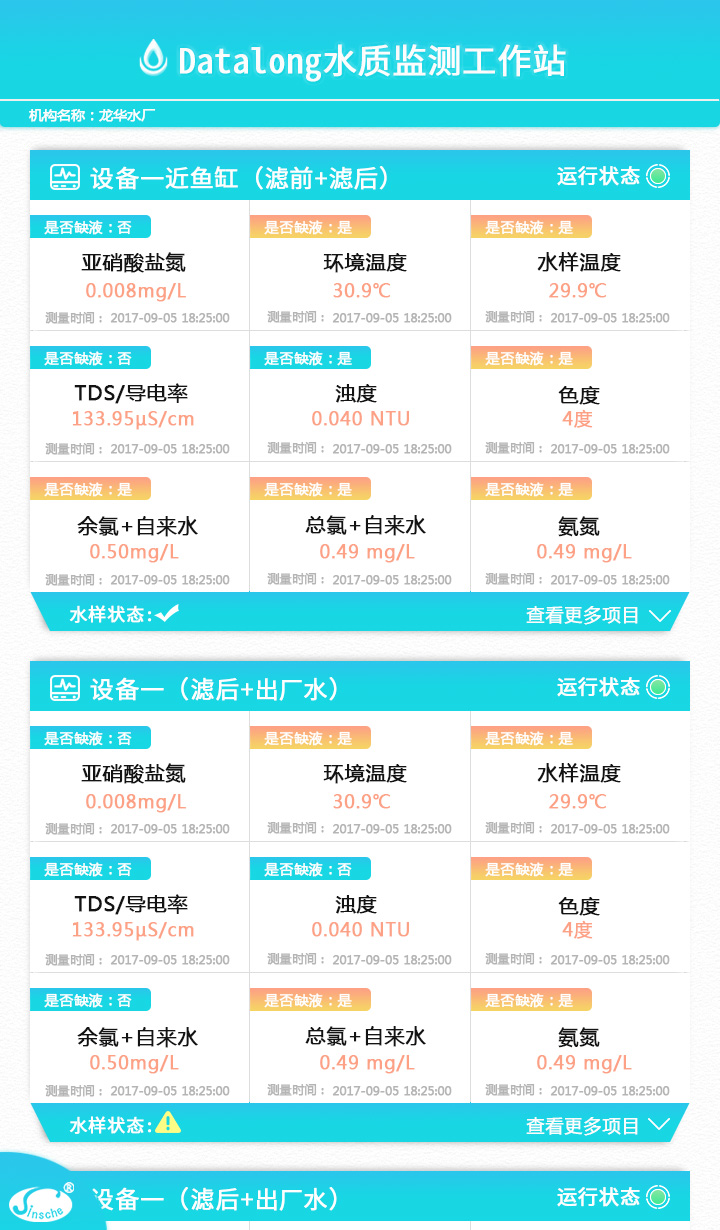 Datalong水质监测工作站
机构名称：龙华水厂
设备一近鱼缸（滤前+滤后） 运行状态
是否缺液：否 是否缺液：是 是否缺液：是
亚硝酸盐氮 环境温度 水样温度
0.008mg/L 30.9℃ 29.9℃
测量时间： 2017-09-05 18:25:00 测量时间： 2017-09-05 18:25:00 测量时间： 2017-09-05 18:25:00
是否缺液：否 是否缺液：是 是否缺液：是
TDS/导电率 浊度 色度
133.95μS/cm 0.040 NTU 4度
测量时间： 2017-09-05 18:25:00 测量时间： 2017-09-05 18:25:00 测量时间： 2017-09-05 18:25:00
是否缺液：是 是否缺液：是 是否缺液：是
余氯+自来水 总氯+自来水 氨氮
0.50mg/L 0.49 mg/L 0.49 mg/L
测量时间： 2017-09-05 18:25:00 测量时间： 2017-09-05 18:25:00 测量时间： 2017-09-05 18:25:00
水样状态: 查看更多项目
设备一（滤后+出厂水） 运行状态
是否缺液：否 是否缺液：是 是否缺液：是
亚硝酸盐氮 环境温度 水样温度
0.008mg/L 30.9℃ 29.9℃
测量时间： 2017-09-05 18:25:00 测量时间： 2017-09-05 18:25:00 测量时间： 2017-09-05 18:25:00
是否缺液：否 是否缺液：否 是否缺液：是
TDS/导电率 浊度 色度
133.95μS/cm 0.040 NTU 4度
测量时间： 2017-09-05 18:25:00 测量时间： 2017-09-05 18:25:00 测量时间： 2017-09-05 18:25:00
是否缺液：否 是否缺液：是 是否缺液：是
余氯+自来水 总氯+自来水 氨氮
0.50mg/L 0.49 mg/L 0.49 mg/L
测量时间： 2017-09-05 18:25:00 测量时间： 2017-09-05 18:25:00 测量时间： 2017-09-05 18:25:00
水样状态: 查看更多项目
Jinsche® 设备一（滤后+出厂水） 运行状态